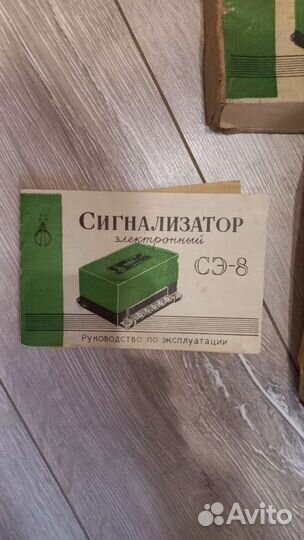 Сигнализатор
электронный
СЭ-8
Руководство по эксплуатации
Avito